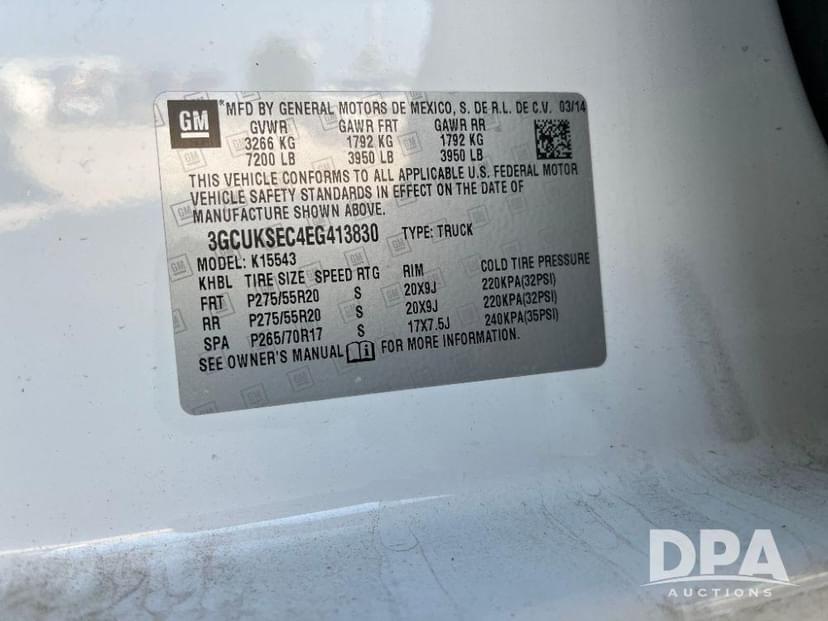 GM
*MFD BY GENERAL MOTORS DE MEXICO, S. DE R.L. DE C.V. 03/14
GVWR GAWR FRT GAWR RR
3266 KG 1792 KG 1792 KG
7200 LB 3950 LB 3950 LB
THIS VEHICLE CONFORMS TO ALL APPLICABLE U.S. FEDERAL MOTOR
VEHICLE SAFETY STANDARDS IN EFFECT ON THE DATE OF
MANUFACTURE SHOWN ABOVE.
3GCUKSEC4EG413830 TYPE: TRUCK
MODEL: K15543
KHBL TIRE SIZE SPEED RTG RIM COLD TIRE PRESSURE
FRT P275/55R20 S 20X9J 220KPA(32PSI)
RR P275/55R20 S 20X9J 220KPA(32PSI)
SPA P265/70R17 S 17X7.5J 240KPA(35PSI)
SEE OWNER'S MANUAL FOR MORE INFORMATION.
DPA
AUCTIONS